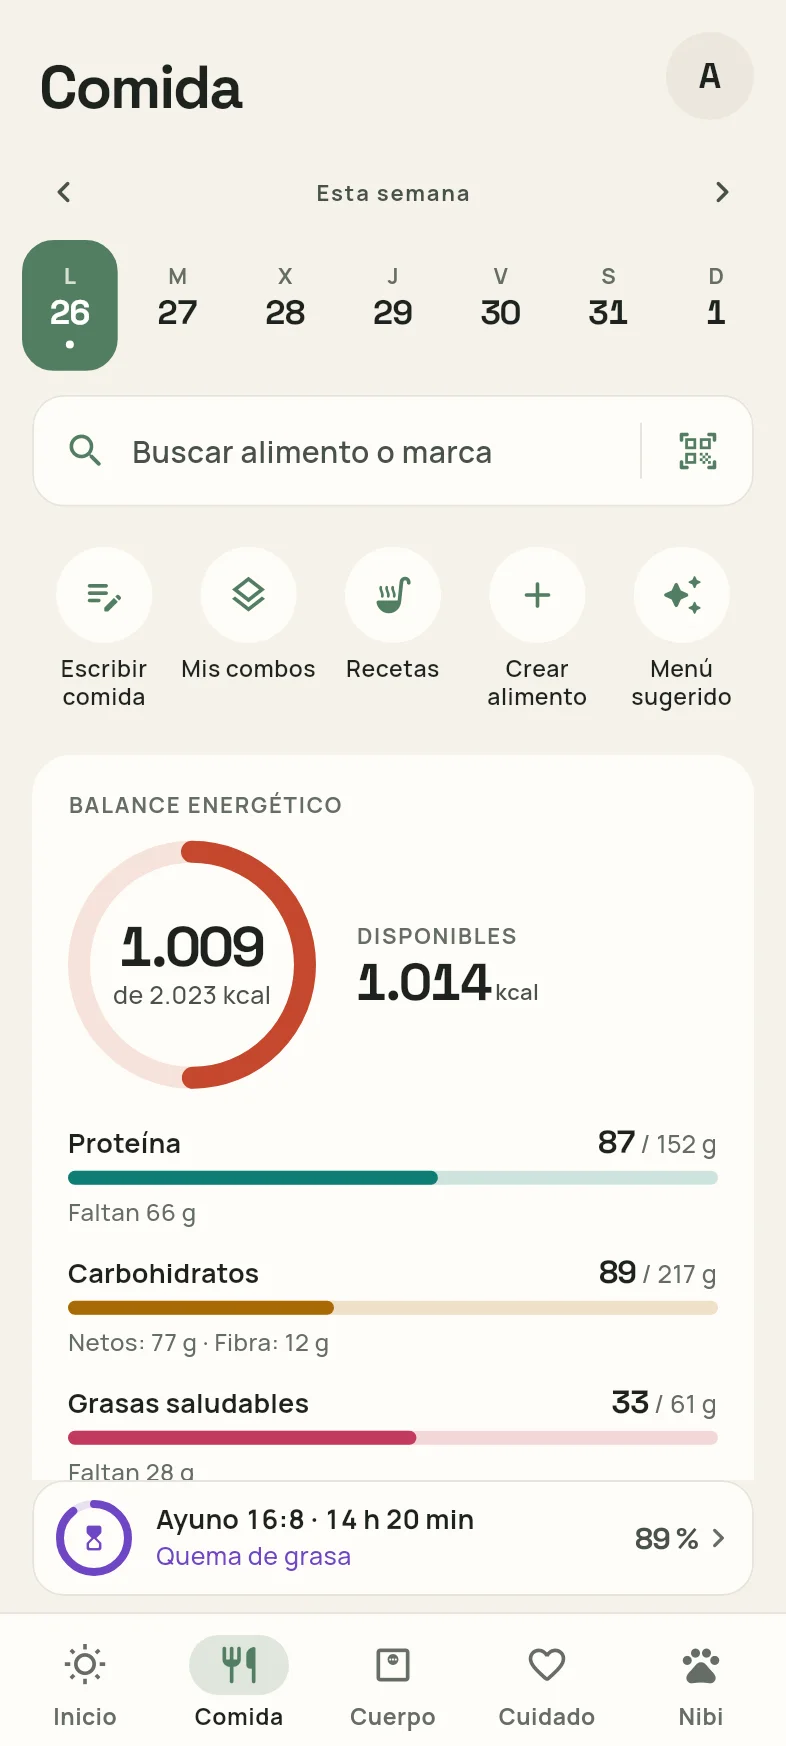 Comida
A
Esta semana
L M X J V S D
26 27 28 29 30 31 1
Buscar alimento o marca
Escribir comida
Mis combos
Recetas
Crear alimento
Menú sugerido
BALANCE ENERGÉTICO
1.009
de 2.023 kcal
DISPONIBLES
1.014 kcal
Proteína 87 / 152 g
Faltan 66 g
Carbohidratos 89 / 217 g
Netos: 77 g · Fibra: 12 g
Grasas saludables 33 / 61 g
Faltan 28 g
Ayuno 16:8 · 14 h 20 min
Quema de grasa
89 %
Inicio Comida Cuerpo Cuidado Nibi